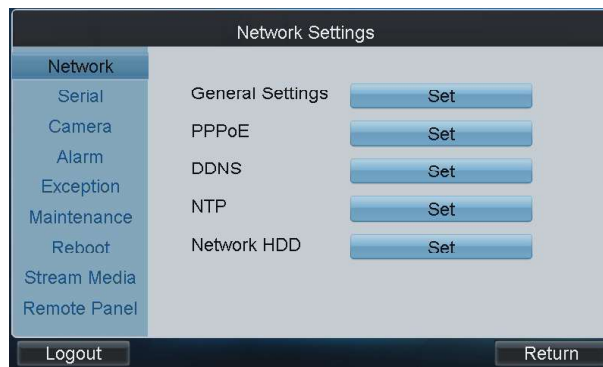 Network Settings
Network
Serial
Camera
Alarm
Exception
Maintenance
Reboot
Stream Media
Remote Panel
General Settings Set
PPPoE Set
DDNS Set
NTP Set
Network HDD Set
Logout Return